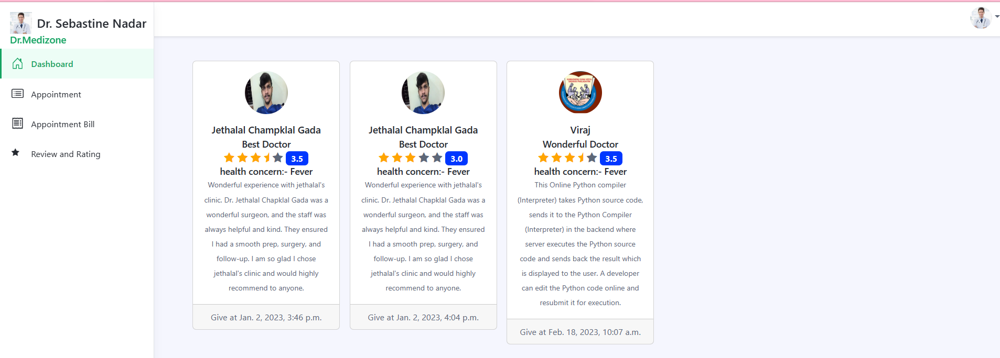 Dr. Sebastine Nadar
Dr.Medizone
Dashboard
Appointment
Appointment Bill
Review and Rating
Jethalal Champklal Gada
Best Doctor
3.5
health concern:- Fever
Wonderful experience with jethalal's
clinic. Dr. Jethalal Chapklal Gada was a
wonderful surgeon, and the staff was
always helpful and kind. They ensured
I had a smooth prep, surgery, and
follow-up. I am so glad I chose
jethalal's clinic and would highly
recommend to anyone.
Give at Jan. 2, 2023, 3:46 p.m.
Jethalal Champklal Gada
Best Doctor
3.0
health concern:- Fever
Wonderful experience with jethalal's
clinic. Dr. Jethalal Chapklal Gada was a
wonderful surgeon, and the staff was
always helpful and kind. They ensured
I had a smooth prep, surgery, and
follow-up. I am so glad I chose
jethalal's clinic and would highly
recommend to anyone.
Give at Jan. 2, 2023, 4:04 p.m.
Viraj
Wonderful Doctor
3.5
health concern:- Fever
This Online Python compiler
(Interpreter) takes Python source code,
sends it to the Python Compiler
(Interpreter) in the backend where
server executes the Python source
code and sends back the result which
is displayed to the user. A developer
can edit the Python code online and
resubmit it for execution.
Give at Feb. 18, 2023, 10:07 a.m.